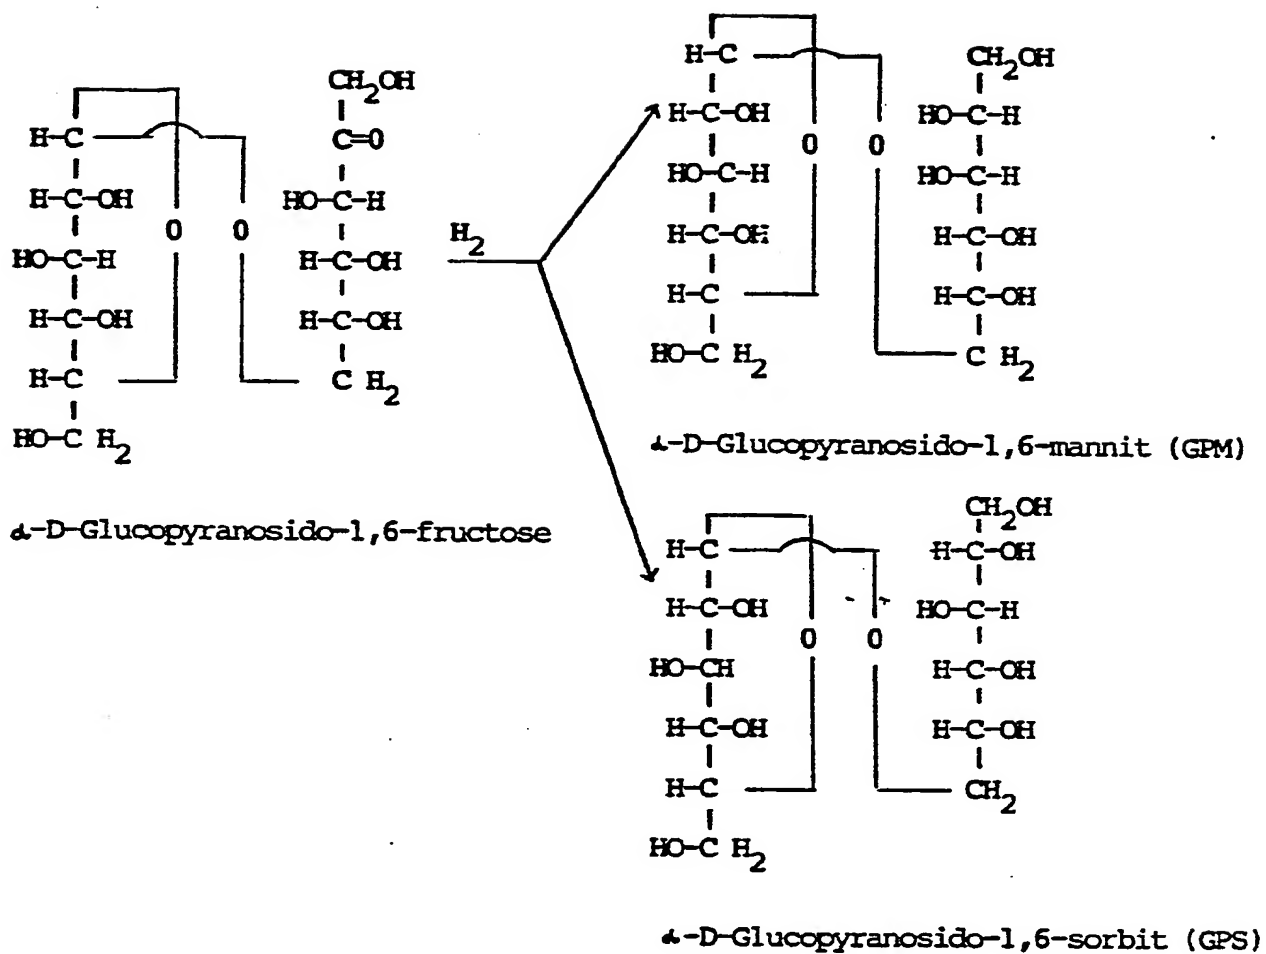 CH2OH
H-C
C=O
H-C-OH
HO-C-H
O
O
HO-C-H
H-C-OH
H-C-OH
H-C-OH
H-C
C H2
HO-C H2
α-D-Glucopyranosido-1,6-fructose
H2
H-C
CH2OH
H-C-OH
HO-C-H
O
O
HO-C-H
HO-C-H
H-C-OH
H-C-OH
H-C
H-C-OH
HO-C H2
C H2
α-D-Glucopyranosido-1,6-mannit (GPM)
CH2OH
H-C
H-C-OH
H-C-OH
HO-C-H
O
O
HO-CH
H-C-OH
H-C-OH
H-C-OH
H-C
CH2
HO-C H2
α-D-Glucopyranosido-1,6-sorbit (GPS)